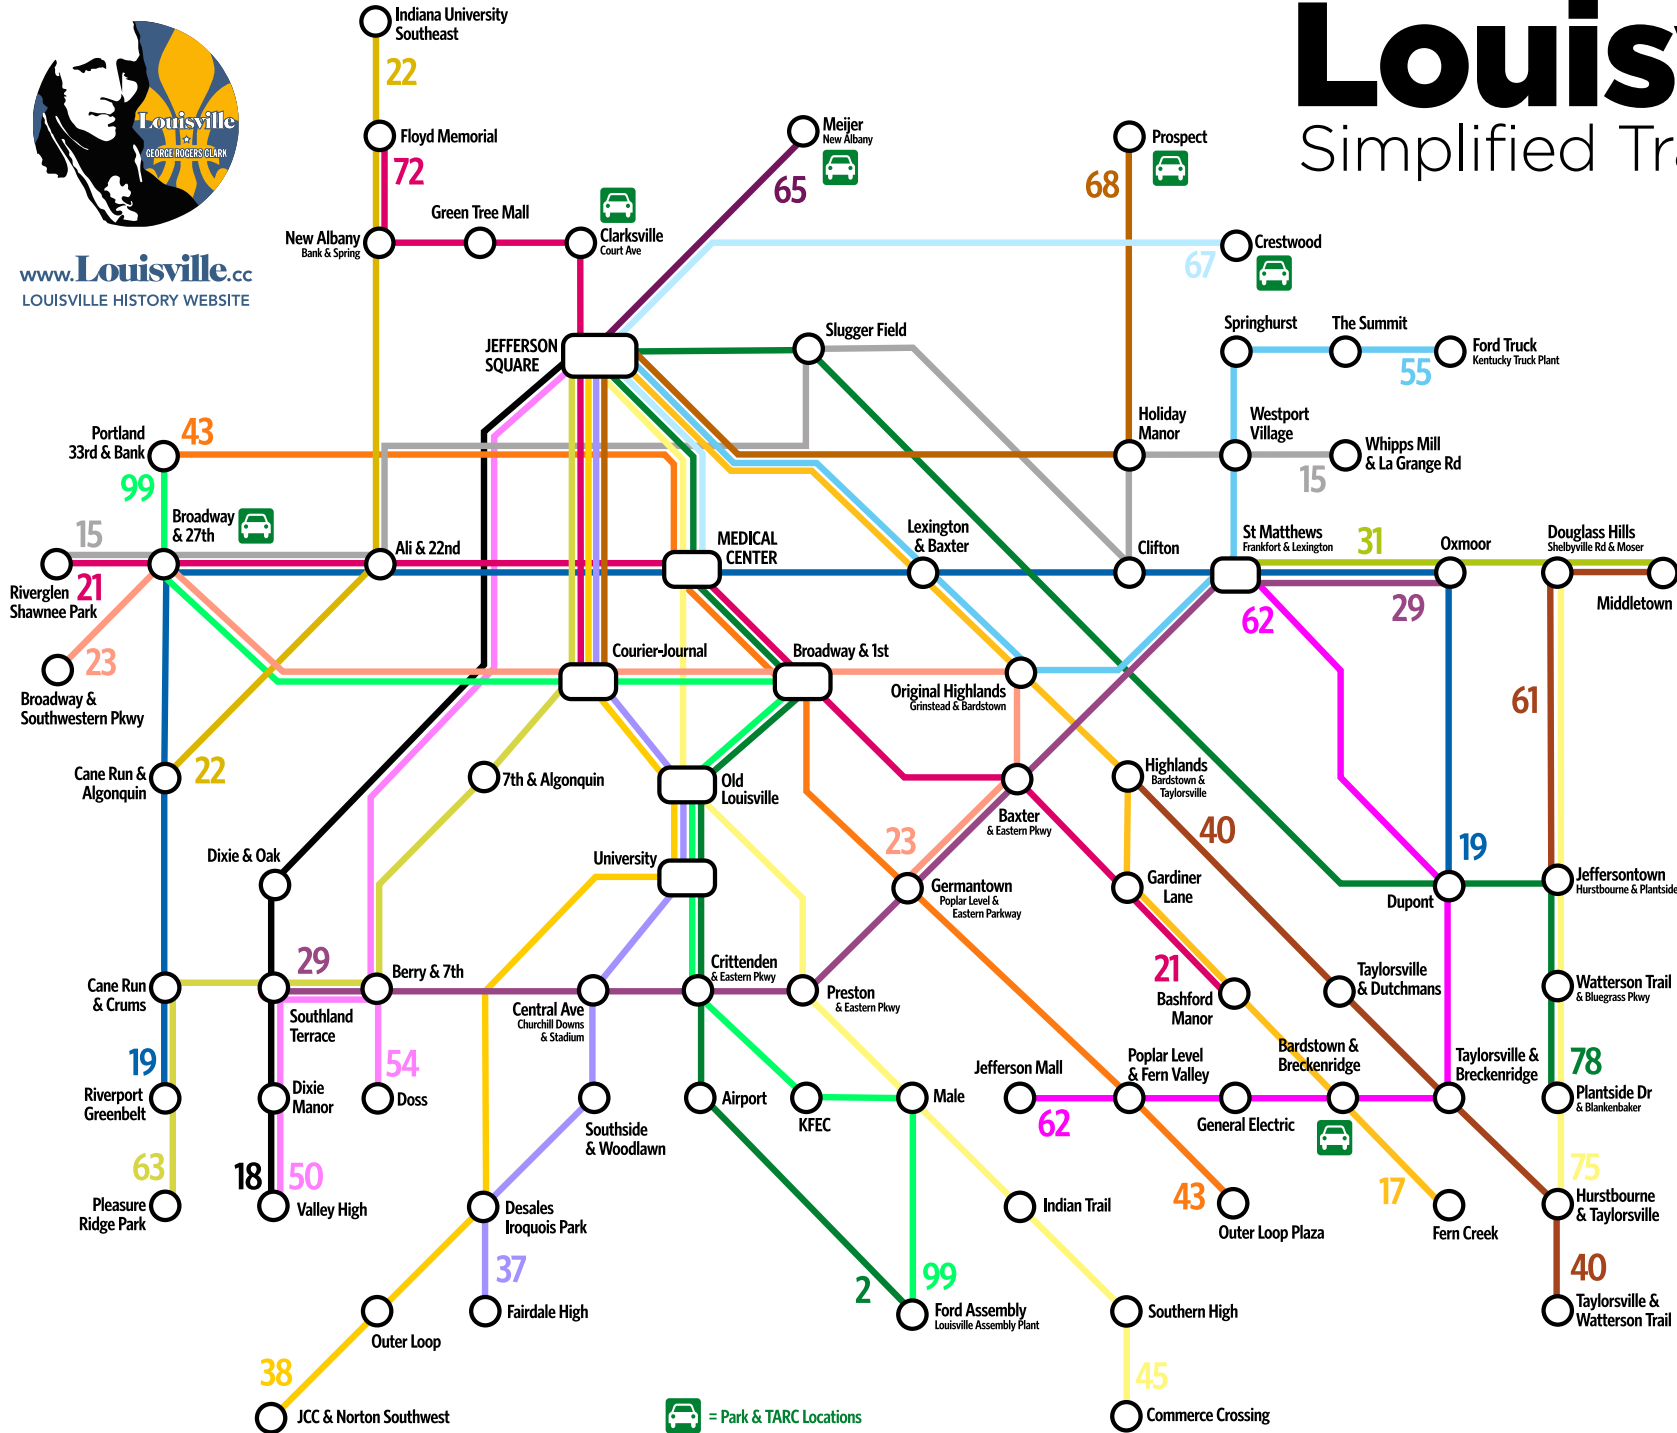 Louisv
Simplified Tra
Louisville
GEORGE ROGERS CLARK
www.Louisville.cc
LOUISVILLE HISTORY WEBSITE
Indiana University
Southeast
22
Floyd Memorial
72
Green Tree Mall
New Albany
Bank & Spring
Clarksville
Court Ave
Meijer
New Albany
65
Prospect
68
Crestwood
67
JEFFERSON
SQUARE
Slugger Field
Springhurst
The Summit
Ford Truck
Kentucky Truck Plant
55
Portland
33rd & Bank
43
99
Holiday
Manor
Westport
Village
Whipps Mill
& La Grange Rd
15
Broadway
& 27th
15
Riverglen
Shawnee Park
21
Ali & 22nd
MEDICAL
CENTER
Lexington
& Baxter
Clifton
St Matthews
Frankfort & Lexington
31
Oxmoor
Douglass Hills
Shelbyville Rd & Moser
29
62
Middletown
23
Broadway &
Southwestern Pkwy
Courier-Journal
Broadway & 1st
Original Highlands
Grinstead & Bardstown
61
Cane Run &
Algonquin
22
7th & Algonquin
Old
Louisville
Highlands
Bardstown &
Taylorsville
Baxter
& Eastern Pkwy
40
23
19
Dixie & Oak
University
Germantown
Poplar Level &
Eastern Parkway
Gardiner
Lane
Dupont
Jeffersontown
Hurstbourne & Plantside
29
Cane Run
& Crums
Berry & 7th
Southland
Terrace
Central Ave
Churchill Downs
& Stadium
Crittenden
& Eastern Pkwy
Preston
& Eastern Pkwy
21
Bashford
Manor
Taylorsville
& Dutchmans
Watterson Trail
& Bluegrass Pkwy
19
Riverport
Greenbelt
Dixie
Manor
54
Doss
Southside
& Woodlawn
Airport
KFEC
Male
Jefferson Mall
62
Poplar Level
& Fern Valley
General Electric
Bardstown &
Breckenridge
Taylorsville &
Breckenridge
78
Plantside Dr
& Blankenbaker
63
Pleasure
Ridge Park
18
50
Valley High
Desales
Iroquois Park
Indian Trail
43
Outer Loop Plaza
17
Fern Creek
75
Hurstbourne
& Taylorsville
37
Fairdale High
2
99
Ford Assembly
Louisville Assembly Plant
Southern High
40
Taylorsville &
Watterson Trail
Outer Loop
38
JCC & Norton Southwest
= Park & TARC Locations
45
Commerce Crossing